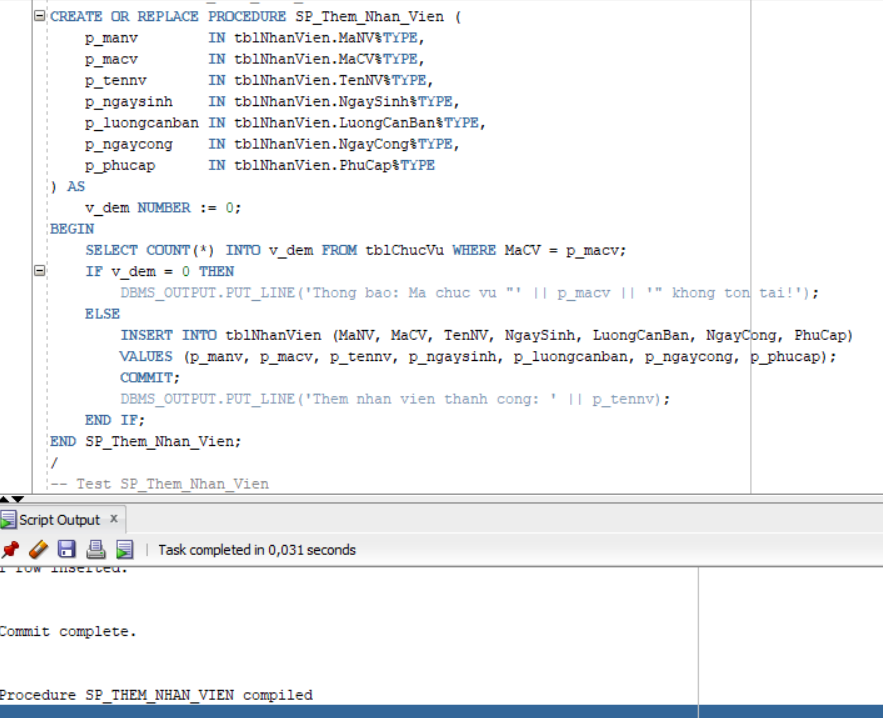 CREATE OR REPLACE PROCEDURE SP_Them_Nhan_Vien (
    p_manv        IN tblNhanVien.MaNV%TYPE,
    p_macv        IN tblNhanVien.MaCV%TYPE,
    p_tennv       IN tblNhanVien.TenNV%TYPE,
    p_ngaysinh    IN tblNhanVien.NgaySinh%TYPE,
    p_luongcanban IN tblNhanVien.LuongCanBan%TYPE,
    p_ngaycong    IN tblNhanVien.NgayCong%TYPE,
    p_phucap      IN tblNhanVien.PhuCap%TYPE
) AS
    v_dem NUMBER := 0;
BEGIN
    SELECT COUNT(*) INTO v_dem FROM tblChucVu WHERE MaCV = p_macv;
    IF v_dem = 0 THEN
        DBMS_OUTPUT.PUT_LINE('Thong bao: Ma chuc vu "' || p_macv || '" khong ton tai!');
    ELSE
        INSERT INTO tblNhanVien (MaNV, MaCV, TenNV, NgaySinh, LuongCanBan, NgayCong, PhuCap)
        VALUES (p_manv, p_macv, p_tennv, p_ngaysinh, p_luongcanban, p_ngaycong, p_phucap);
        COMMIT;
        DBMS_OUTPUT.PUT_LINE('Them nhan vien thanh cong: ' || p_tennv);
    END IF;
END SP_Them_Nhan_Vien;
/
-- Test SP_Them_Nhan_Vien
Script Output x
Task completed in 0,031 seconds
1 row inserted.
Commit complete.
Procedure SP_THEM_NHAN_VIEN compiled